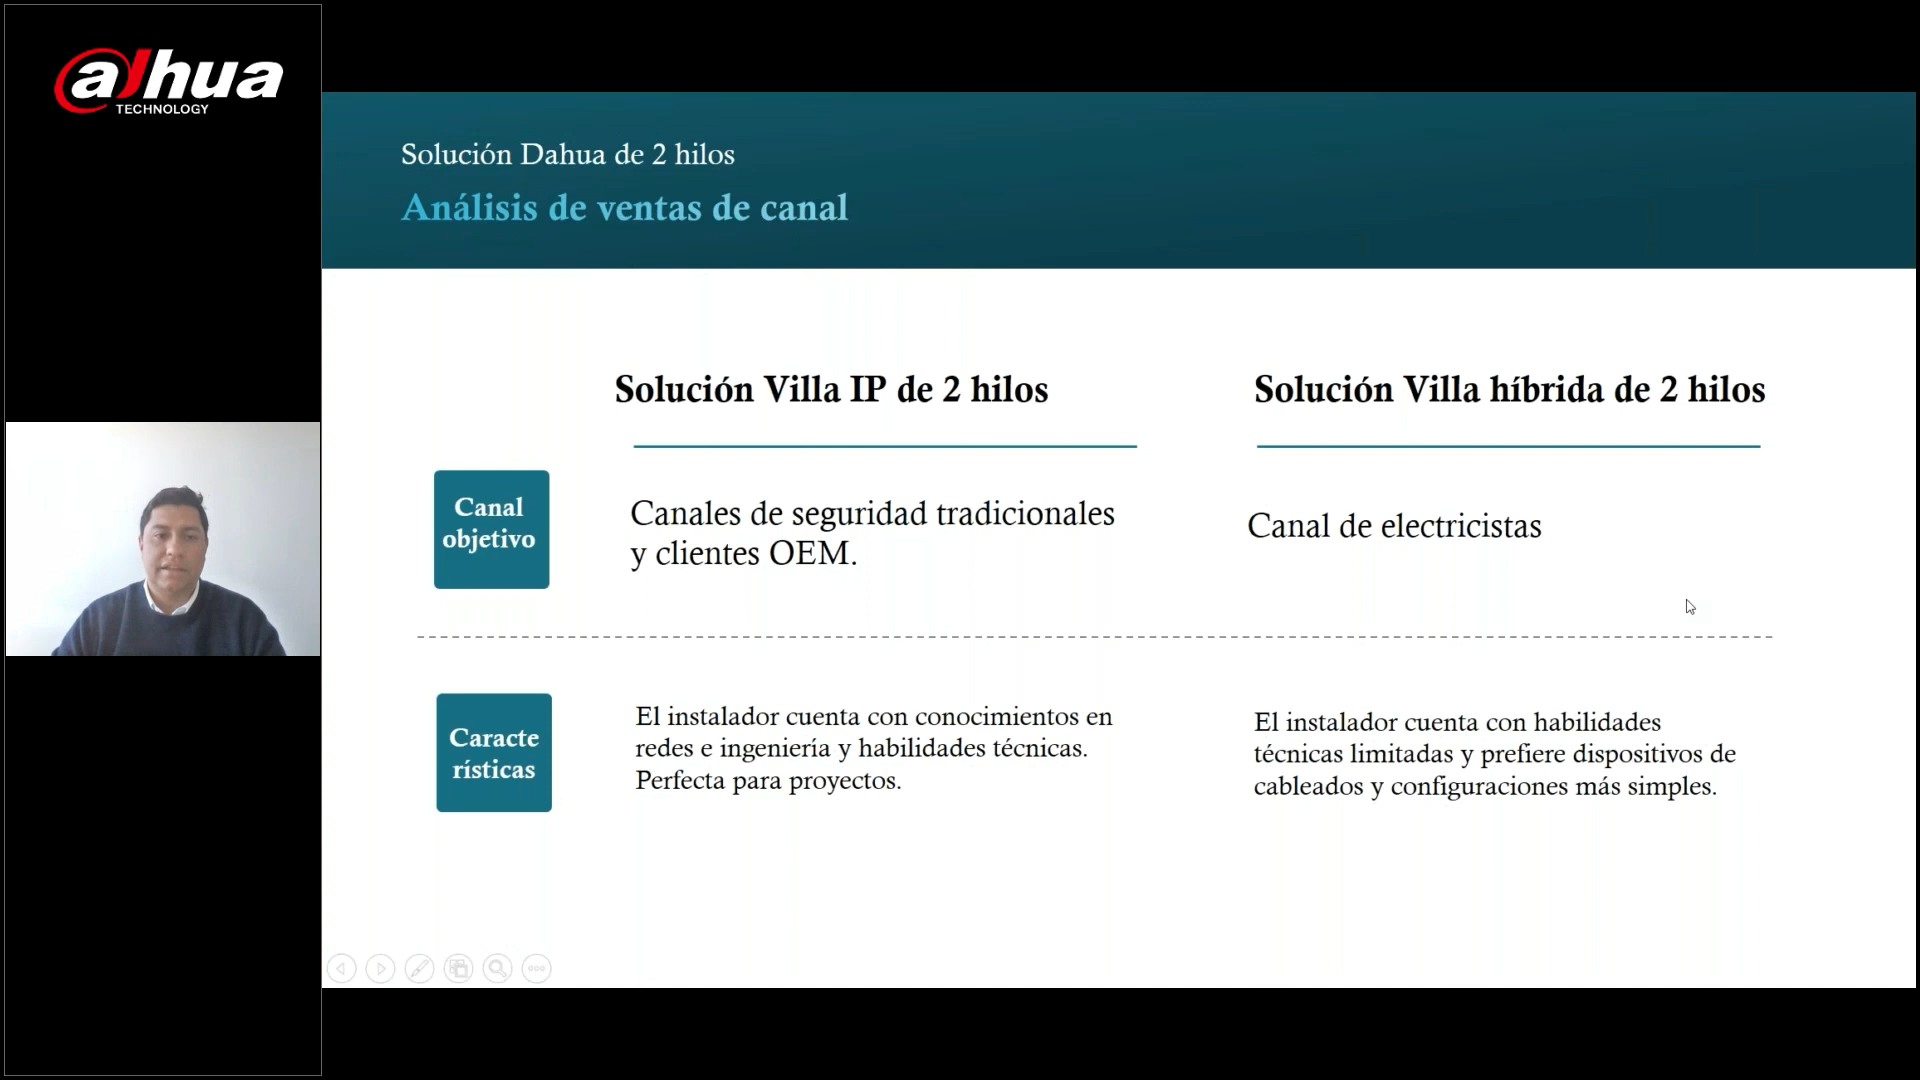 alhua
TECHNOLOGY
Solución Dahua de 2 hilos
Análisis de ventas de canal
Solución Villa IP de 2 hilos
Solución Villa híbrida de 2 hilos
Canal
objetivo
Canales de seguridad tradicionales
y clientes OEM.
Canal de electricistas
Caracte
rísticas
El instalador cuenta con conocimientos en
redes e ingeniería y habilidades técnicas.
Perfecta para proyectos.
El instalador cuenta con habilidades
técnicas limitadas y prefiere dispositivos de
cableados y configuraciones más simples.